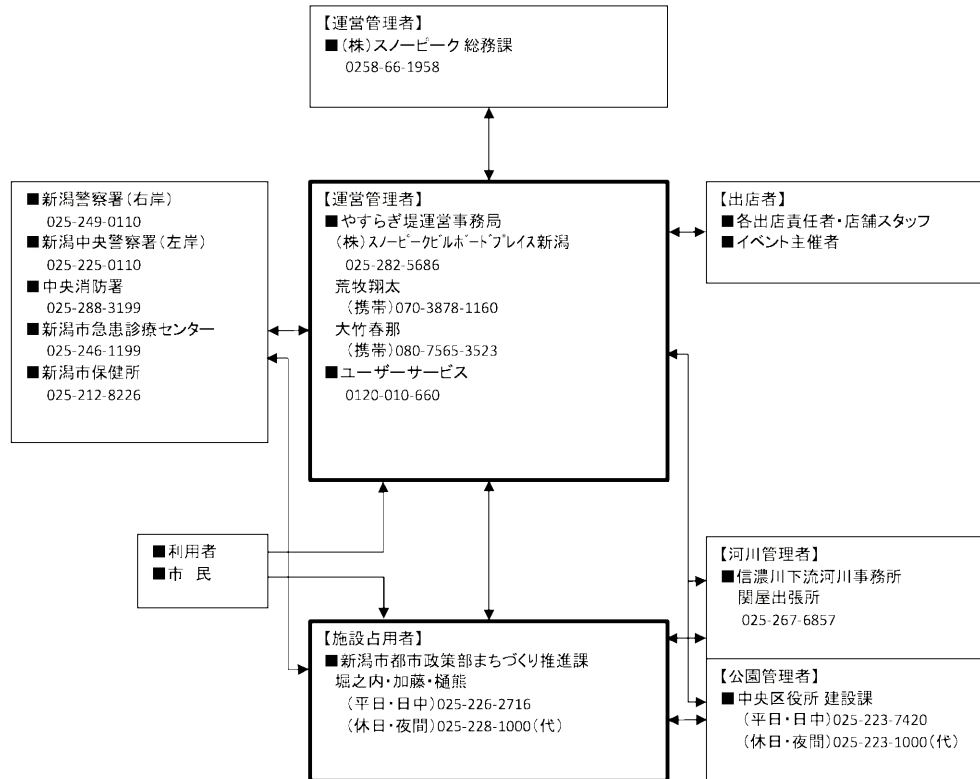 【運営管理者】
■(株)スノーピーク 総務課
0258-66-1958
■新潟警察署(右岸)
025-249-0110
■新潟中央警察署(左岸)
025-225-0110
■中央消防署
025-288-3199
■新潟市急患診療センター
025-246-1199
■新潟市保健所
025-212-8226
【運営管理者】
■やすらぎ堤運営事務局
(株)スノーピークビルボードプレイス新潟
025-282-5686
荒牧翔太
(携帯)070-3878-1160
大竹春那
(携帯)080-7565-3523
■ユーザーサービス
0120-010-660
【出店者】
■各出店責任者・店舗スタッフ
■イベント主催者
■利用者
■市 民
【施設占用者】
■新潟市都市政策部まちづくり推進課
堀之内・加藤・樋熊
(平日・日中)025-226-2716
(休日・夜間)025-228-1000(代)
【河川管理者】
■信濃川下流河川事務所
関屋出張所
025-267-6857
【公園管理者】
■中央区役所 建設課
(平日・日中)025-223-7420
(休日・夜間)025-223-1000(代)